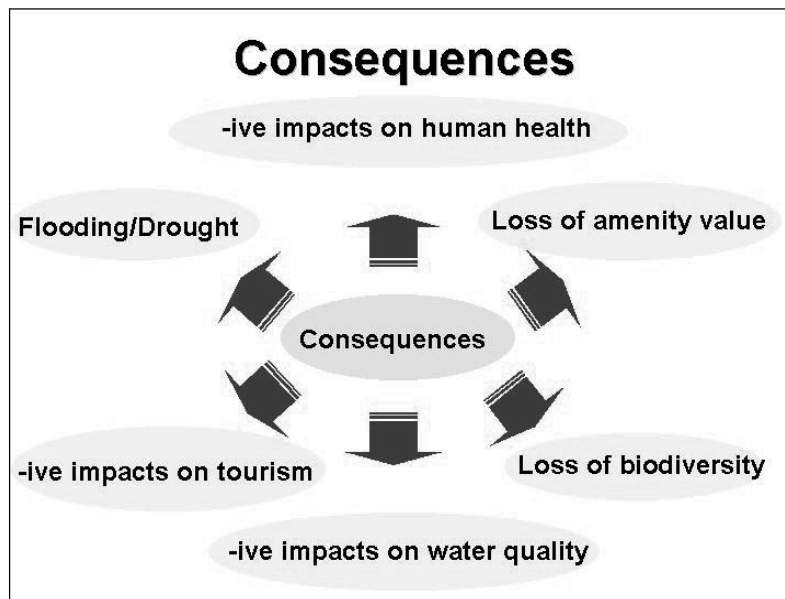 Consequences
-ive impacts on human health
Flooding/Drought
Loss of amenity value
Consequences
-ive impacts on tourism
Loss of biodiversity
-ive impacts on water quality